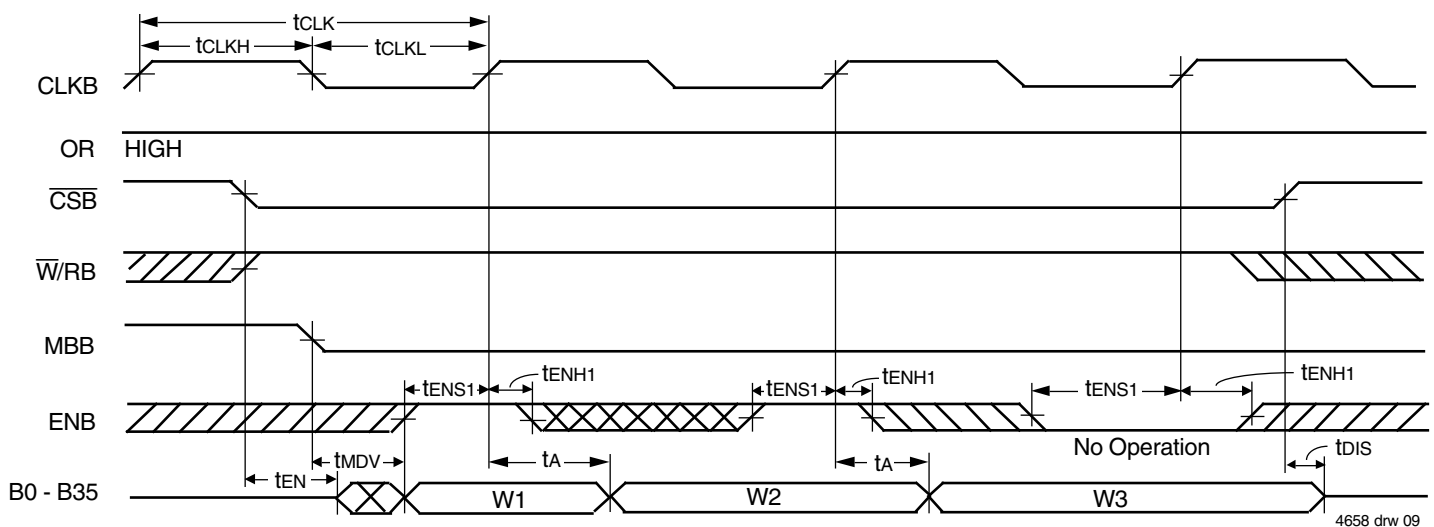 tCLK
tCLKH tCLKL
CLKB
OR HIGH
CSB
W/RB
MBB
tENS1 tENH1 tENS1 tENH1 tENS1 tENH1
ENB
No Operation
tMDV tA tA tDIS
tEN
B0 - B35 W1 W2 W3
4658 drw 09